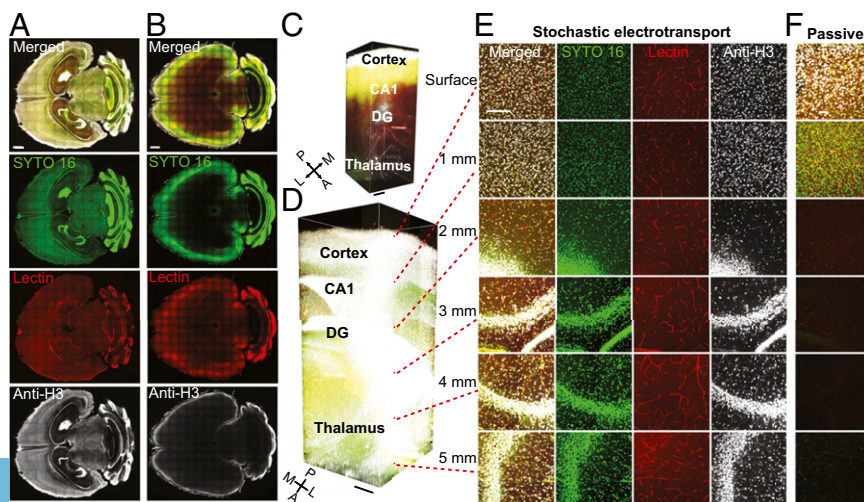 A
Merged
SYTO 16
Lectin
Anti-H3
B
Merged
SYTO 16
Lectin
Anti-H3
C
Cortex
CA1
DG
Thalamus
P
M
L
A
D
Cortex
CA1
DG
Thalamus
P
M
L
A
Surface
1 mm
2 mm
3 mm
4 mm
5 mm
E
Stochastic electrotransport
Merged
SYTO 16
Lectin
Anti-H3
F
Passive